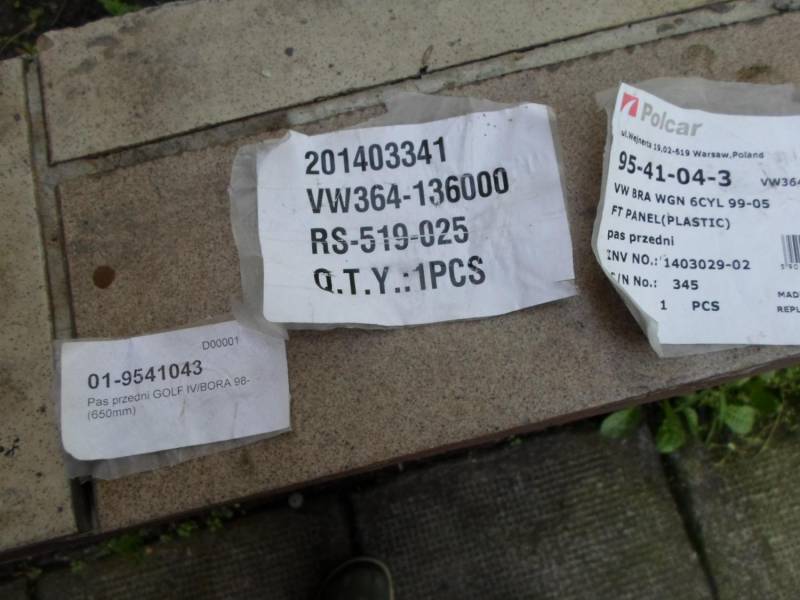 201403341
VW364-136000
RS-519-025
Q.T.Y.:1PCS
Polcar
ul.Wejnerta 19,02-619 Warsaw,Poland
95-41-04-3 VW364
VW BRA WGN 6CYL 99-05
FT PANEL(PLASTIC)
pas przedni
INV NO.: 1403029-02
C/N No.: 345
1 PCS
MAD
REPL
D00001
01-9541043
Pas przedni GOLF IV/BORA 98-
(650mm)